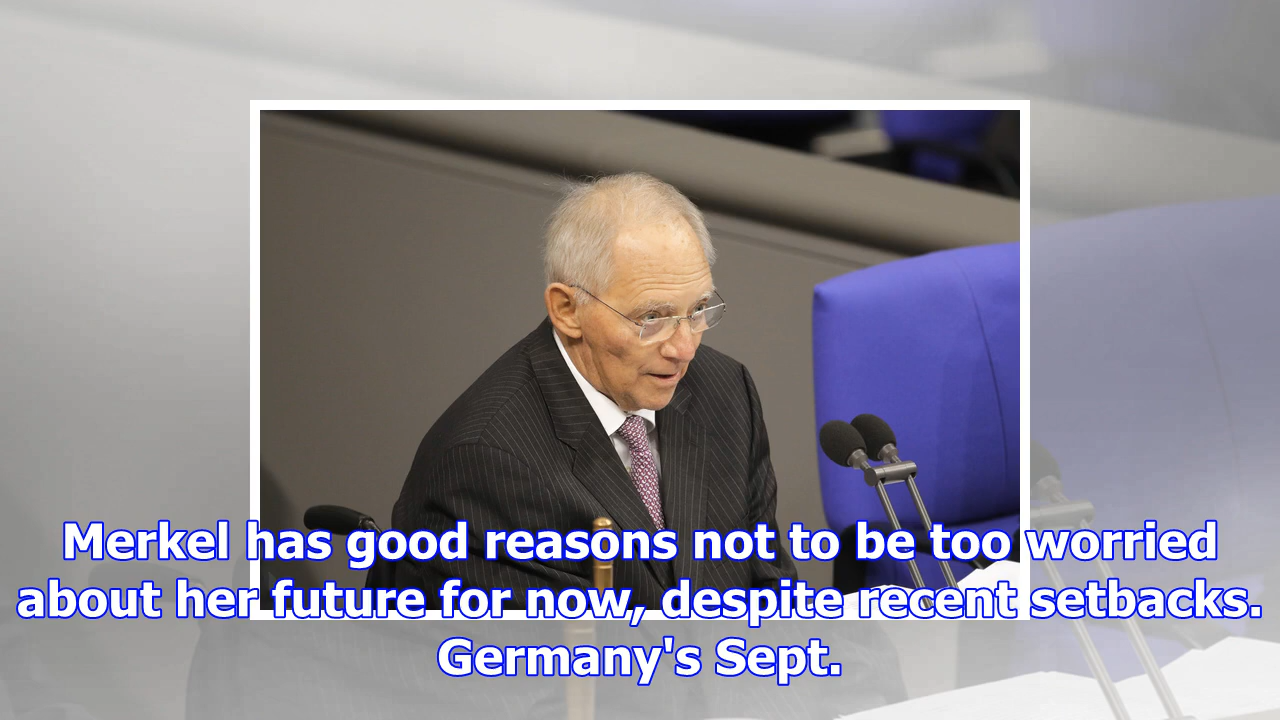 Merkel has good reasons not to be too worried
about her future for now, despite recent setbacks.
Germany's Sept.